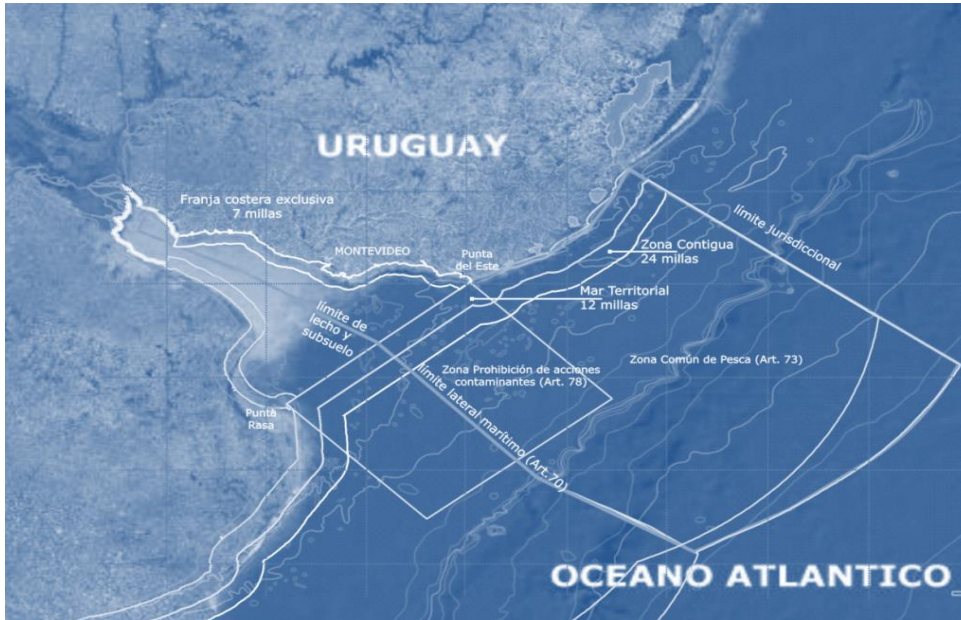 URUGUAY
Franja costera exclusiva
7 millas
MONTEVIDEO
Punta
del Este
límite jurisdiccional
Zona Contigua
24 millas
Mar Territorial
12 millas
límite de
lecho y
subsuelo
Zona Prohibición de acciones
contaminantes (Art. 78)
Zona Común de Pesca (Art. 73)
límite lateral marítimo (Art.70)
Punta
Rasa
OCEANO ATLANTICO